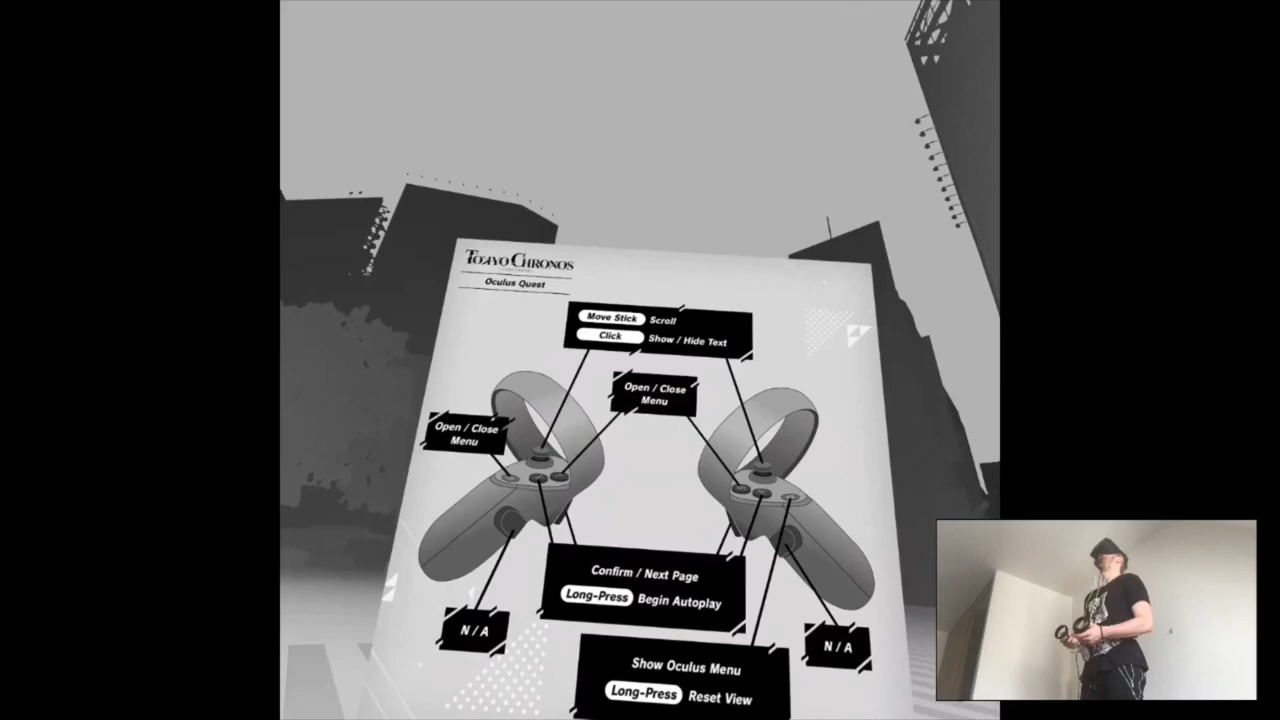 TOKYO CHRONOS
Oculus Quest
Move Stick Scroll
Click Show / Hide Text
Open / Close
Menu
Open / Close
Menu
Confirm / Next Page
Long-Press Begin Autoplay
N / A
N / A
Show Oculus Menu
Long-Press Reset View